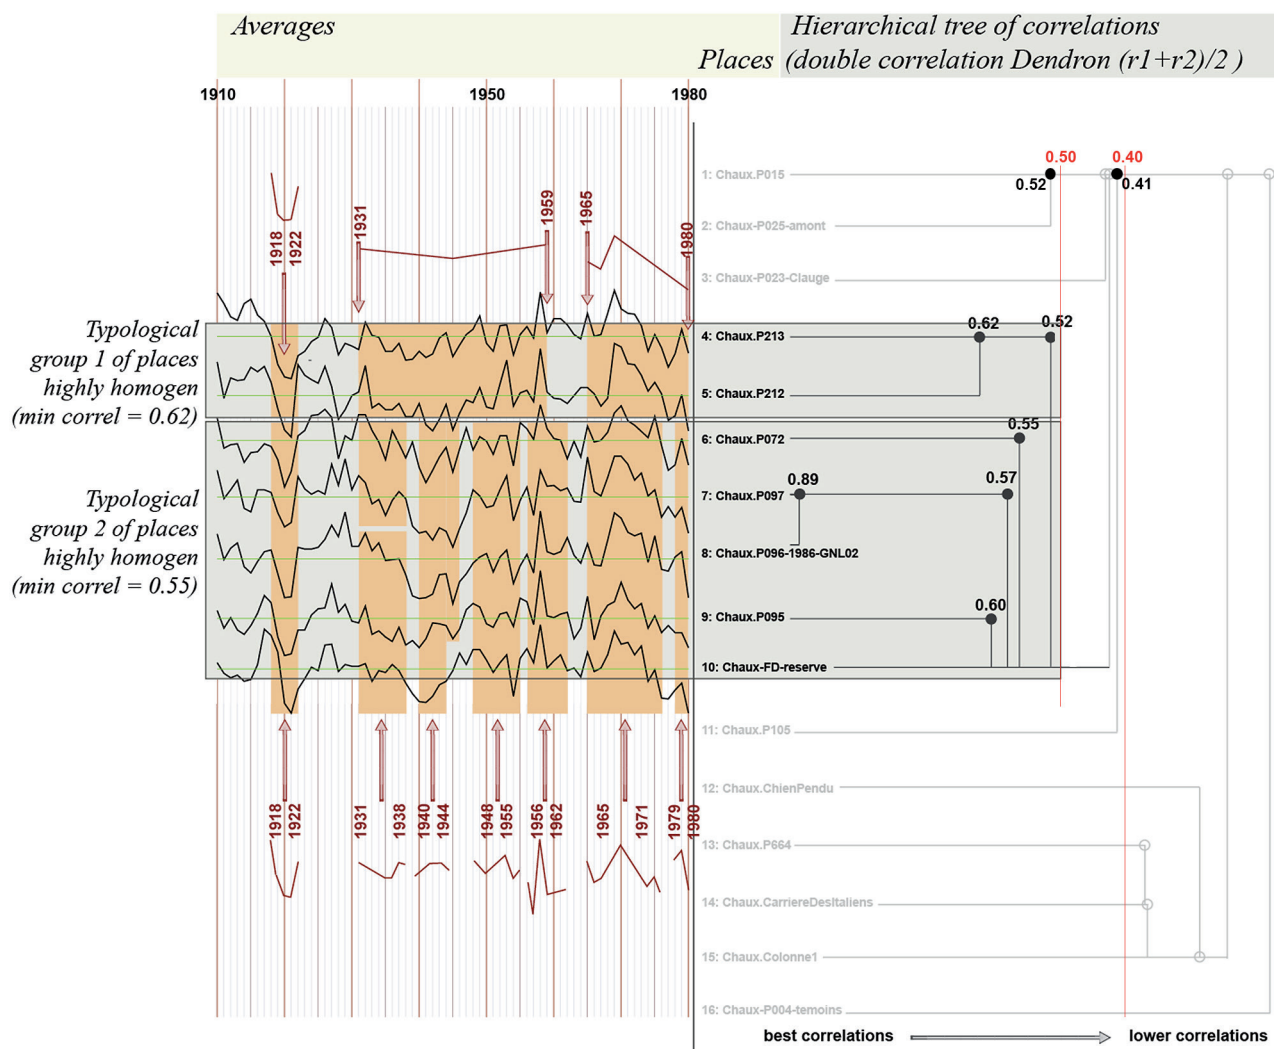 Averages
Hierarchical tree of correlations
Places (double correlation Dendron (r1+r2)/2 )
1910 1950 1980
0.50 0.40
1: Chaux.P015
0.52 0.41
2: Chaux-P025-amont
1918
1922
1931
1959
1965
1980
3: Chaux-P023-Clauge
Typological
group 1 of places
highly homogen
(min correl = 0.62)
0.62 0.52
4: Chaux.P213
5: Chaux.P212
0.55
6: Chaux.P072
Typological
group 2 of places
highly homogen
(min correl = 0.55)
0.89 0.57
7: Chaux.P097
8: Chaux.P096-1986-GNL02
0.60
9: Chaux.P095
10: Chaux-FD-reserve
11: Chaux.P105
12: Chaux.ChienPendu
1918
1922
1931
1938
1940
1944
1948
1955
1956
1962
1965
1971
1979
1980
13: Chaux.P664
14: Chaux.CarriereDesItaliens
15: Chaux.Colonne1
16: Chaux-P004-temoins
best correlations lower correlations